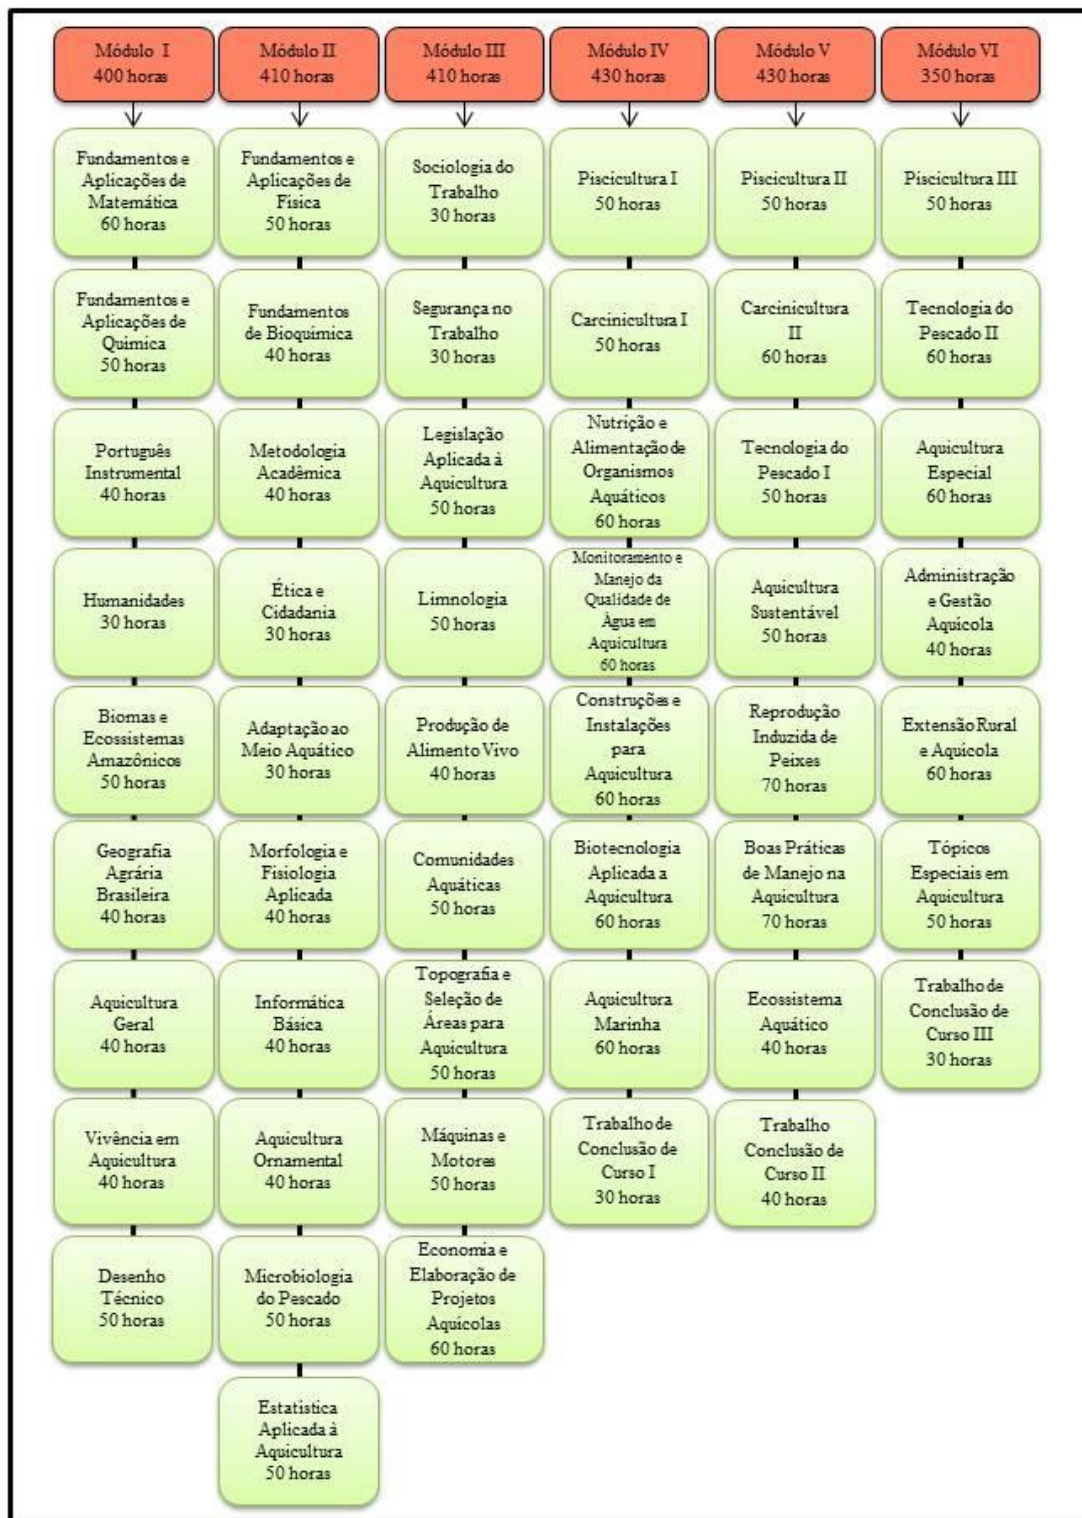 Módulo I
400 horas
Fundamentos e
Aplicações de
Matemática
60 horas
Fundamentos e
Aplicações de
Química
50 horas
Português
Instrumental
40 horas
Humanidades
30 horas
Biomas e
Ecossistemas
Amazônicos
50 horas
Geografia
Agrária
Brasileira
40 horas
Aquicultura
Geral
40 horas
Vivência em
Aquicultura
40 horas
Desenho
Técnico
50 horas
Módulo II
410 horas
Fundamentos e
Aplicações de
Física
50 horas
Fundamentos
de Bioquímica
40 horas
Metodologia
Acadêmica
40 horas
Ética e
Cidadania
30 horas
Adaptação ao
Meio Aquático
30 horas
Morfologia e
Fisiologia
Aplicada
40 horas
Informática
Básica
40 horas
Aquicultura
Ornamental
40 horas
Microbiologia
do Pescado
50 horas
Estatística
Aplicada à
Aquicultura
50 horas
Módulo III
410 horas
Sociologia do
Trabalho
30 horas
Segurança no
Trabalho
30 horas
Legislação
Aplicada à
Aquicultura
50 horas
Limnologia
50 horas
Produção de
Alimento Vivo
40 horas
Comunidades
Aquáticas
50 horas
Topografia e
Seleção de
Áreas para
Aquicultura
50 horas
Máquinas e
Motores
50 horas
Economia e
Elaboração de
Projetos
Aquícolas
60 horas
Módulo IV
430 horas
Piscicultura I
50 horas
Carcinicultura I
50 horas
Nutrição e
Alimentação de
Organismos
Aquáticos
60 horas
Monitoramento e
Manejo da
Qualidade de
Água em
Aquicultura
60 horas
Construções e
Instalações
para
Aquicultura
60 horas
Biotecnologia
Aplicada a
Aquicultura
60 horas
Aquicultura
Marinha
60 horas
Trabalho de
Conclusão de
Curso I
30 horas
Módulo V
430 horas
Piscicultura II
50 horas
Carcinicultura
II
60 horas
Tecnologia do
Pescado I
50 horas
Aquicultura
Sustentável
50 horas
Reprodução
Induzida de
Peixes
70 horas
Boas Práticas
de Manejo na
Aquicultura
70 horas
Ecossistema
Aquático
40 horas
Trabalho
Conclusão de
Curso II
40 horas
Módulo VI
350 horas
Piscicultura III
50 horas
Tecnologia do
Pescado II
60 horas
Aquicultura
Especial
60 horas
Administração
e Gestão
Aquícola
40 horas
Extensão Rural
e Aquícola
60 horas
Tópicos
Especiais em
Aquicultura
50 horas
Trabalho de
Conclusão de
Curso III
30 horas